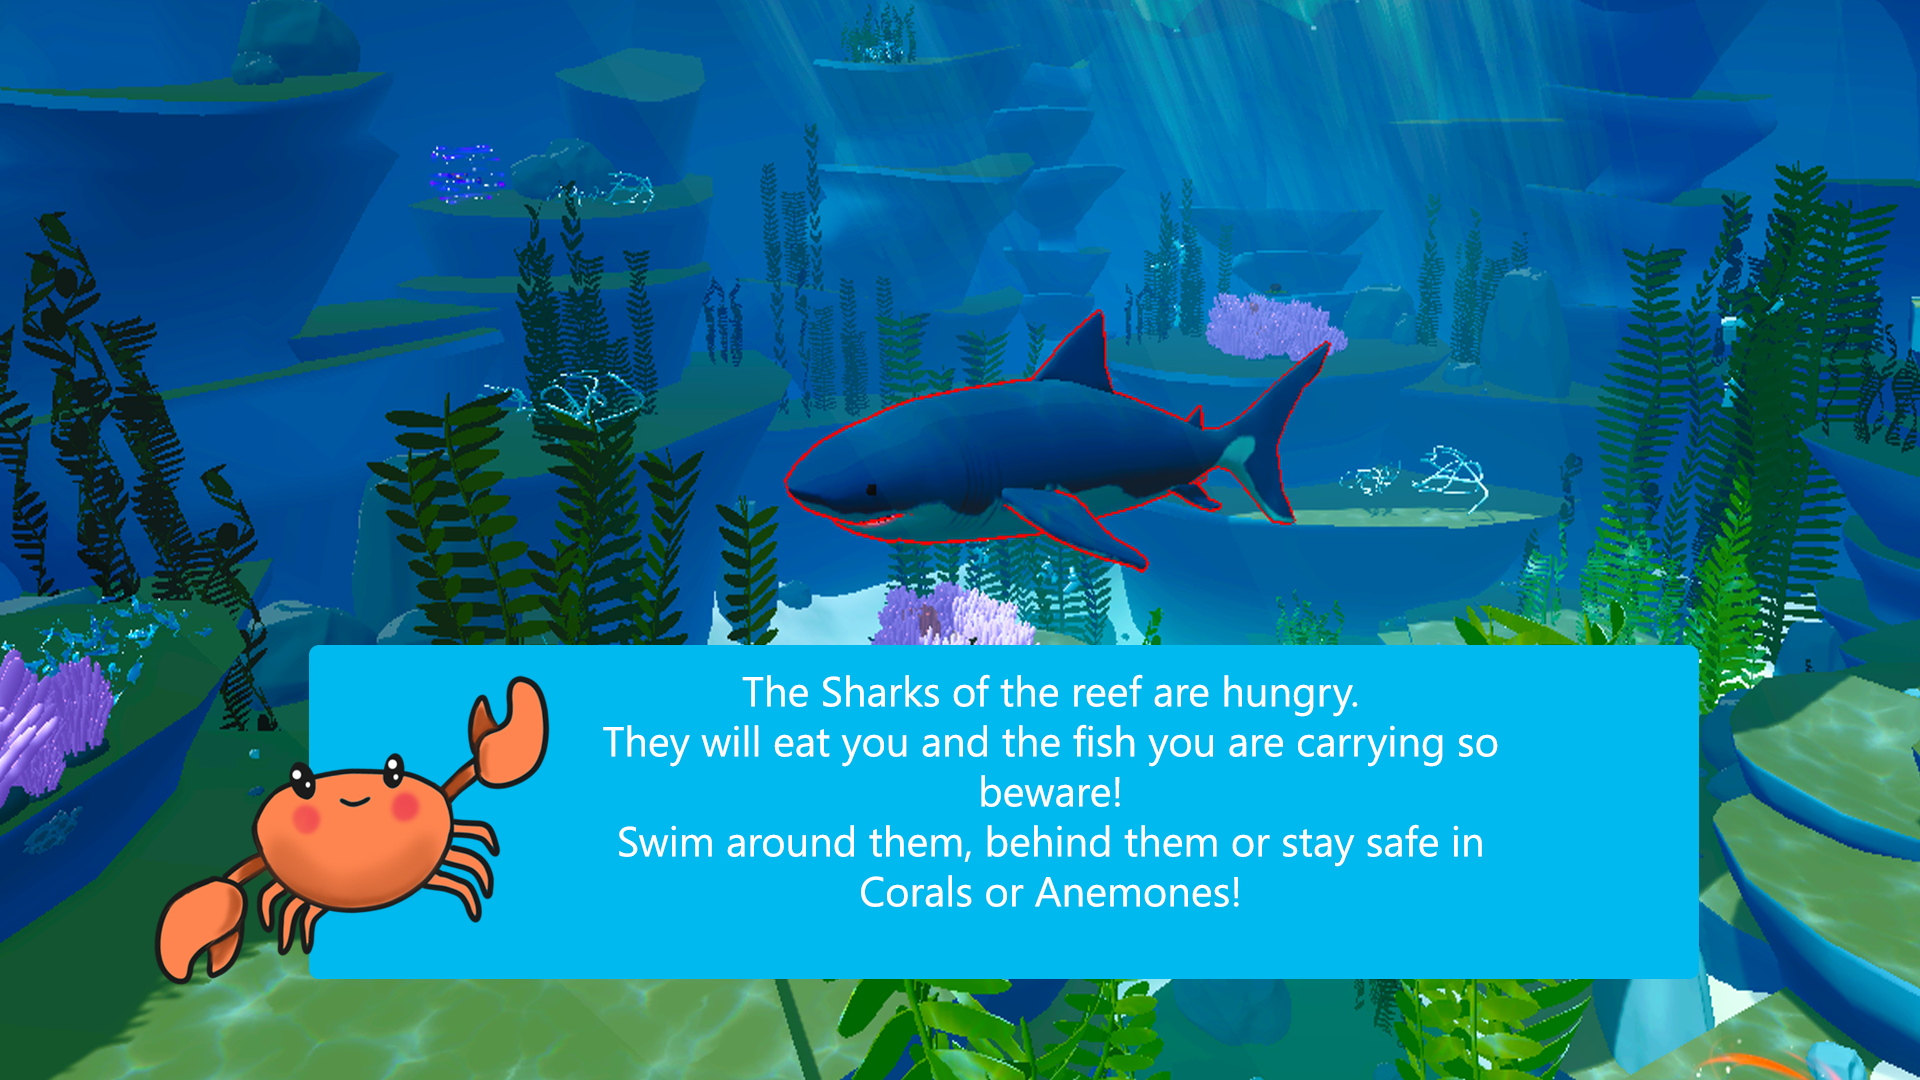 The Sharks of the reef are hungry.
They will eat you and the fish you are carrying so
beware!
Swim around them, behind them or stay safe in
Corals or Anemones!